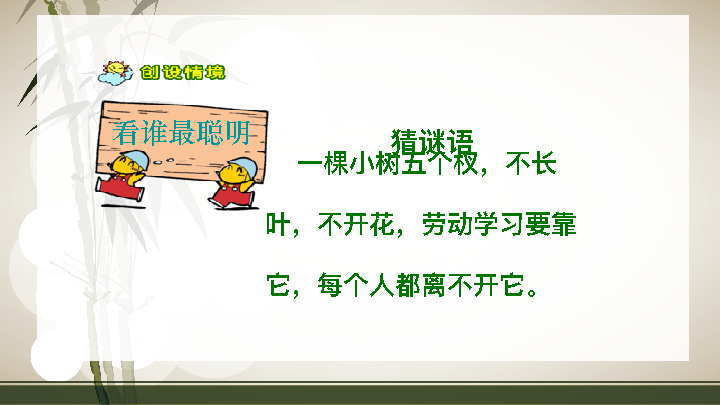 创设情境
看谁最聪明
猜谜语
一棵小树五个杈，不长
叶，不开花，劳动学习要靠
它，每个人都离不开它。